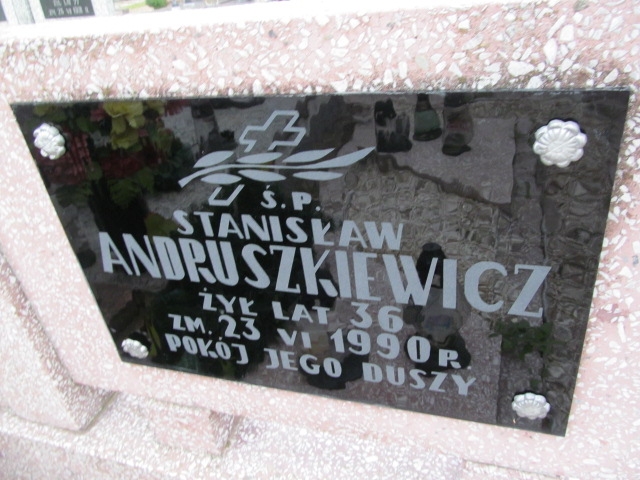 Ś.P.
STANISŁAW
ANDRUSZKIEWICZ
ŻYŁ LAT 36
ZM. 23 VI 1990 R.
POKÓJ JEGO DUSZY